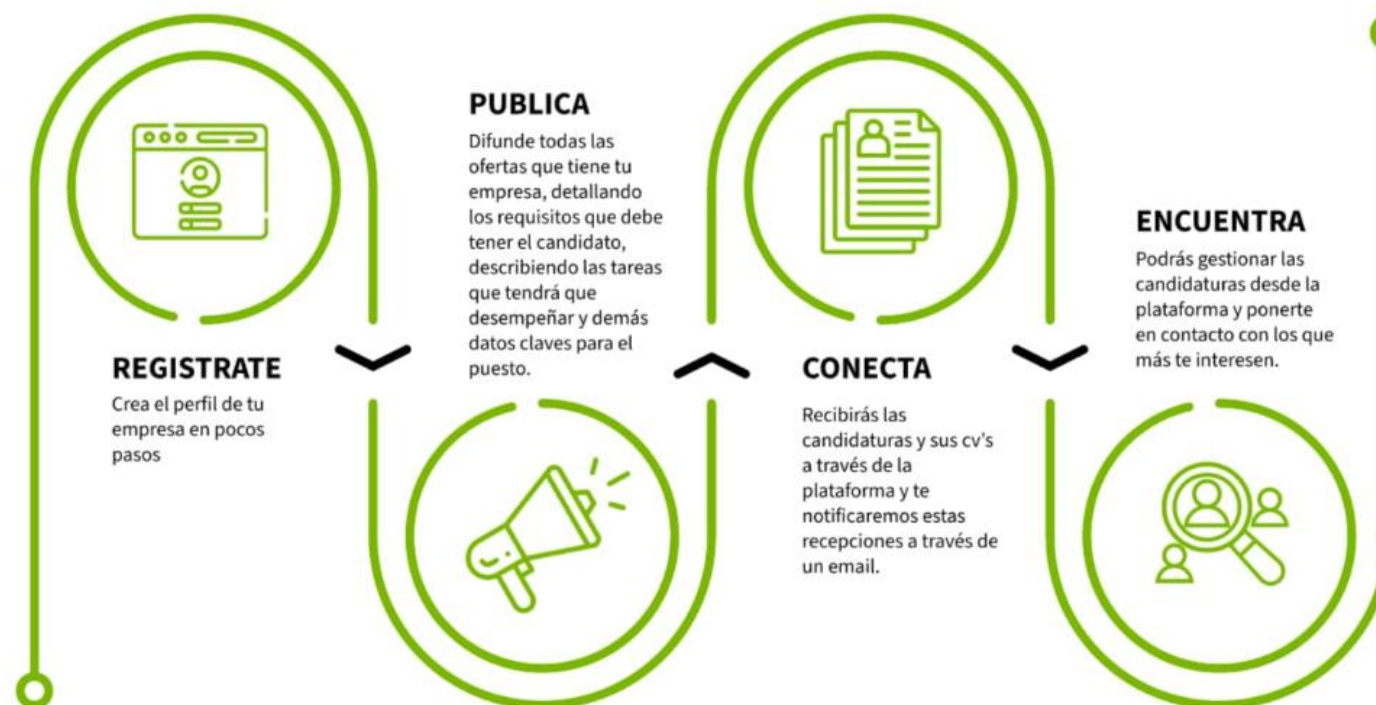 REGISTRATE
Crea el perfil de tu
empresa en pocos
pasos
PUBLICA
Difunde todas las
ofertas que tiene tu
empresa, detallando
los requisitos que debe
tener el candidato,
describiendo las tareas
que tendrá que
desempeñar y demás
datos claves para el
puesto.
CONECTA
Recibirás las
candidaturas y sus cv's
a través de la
plataforma y te
notificaremos estas
recepciones a través de
un email.
ENCUENTRA
Podrás gestionar las
candidaturas desde la
plataforma y ponerte
en contacto con los que
más te interesen.